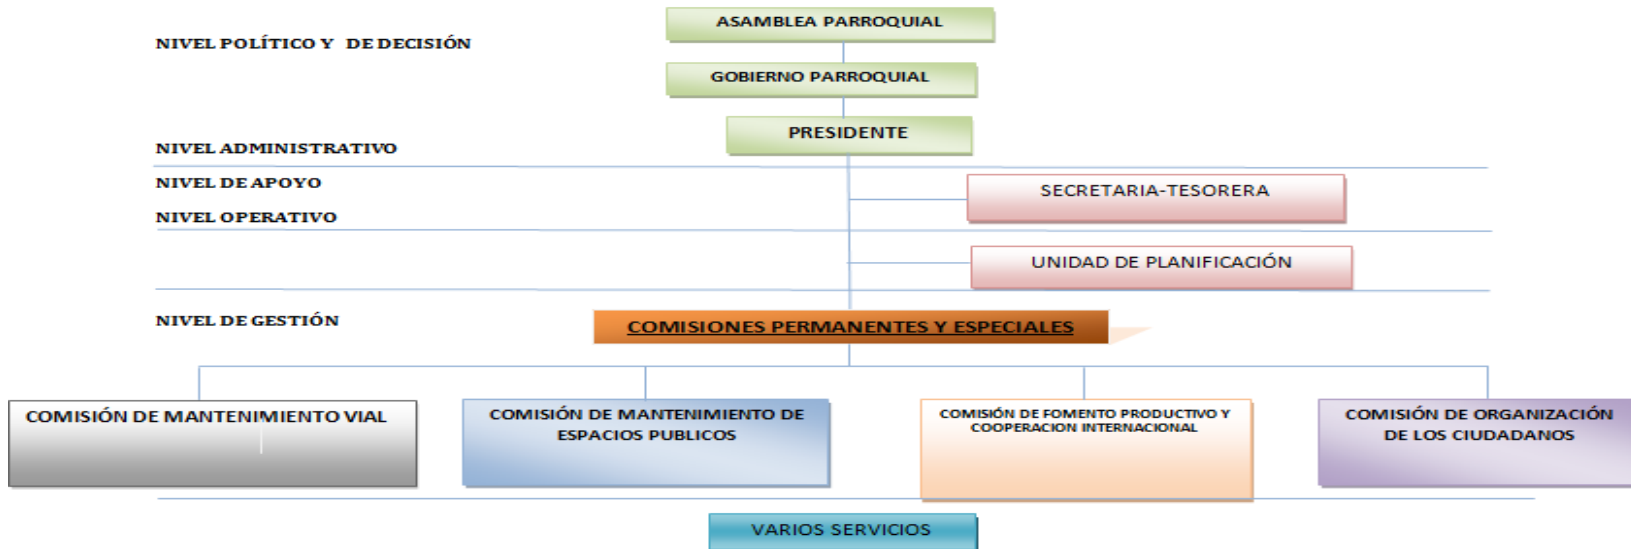 ASAMBLEA PARROQUIAL
NIVEL POLÍTICO Y DE DECISIÓN
GOBIERNO PARROQUIAL
PRESIDENTE
NIVEL ADMINISTRATIVO
NIVEL DE APOYO
SECRETARIA-TESORERA
NIVEL OPERATIVO
UNIDAD DE PLANIFICACIÓN
NIVEL DE GESTIÓN
COMISIONES PERMANENTES Y ESPECIALES
COMISIÓN DE MANTENIMIENTO VIAL
COMISIÓN DE MANTENIMIENTO DE
ESPACIOS PUBLICOS
COMISIÓN DE FOMENTO PRODUCTIVO Y
COOPERACION INTERNACIONAL
COMISIÓN DE ORGANIZACIÓN
DE LOS CIUDADANOS
VARIOS SERVICIOS